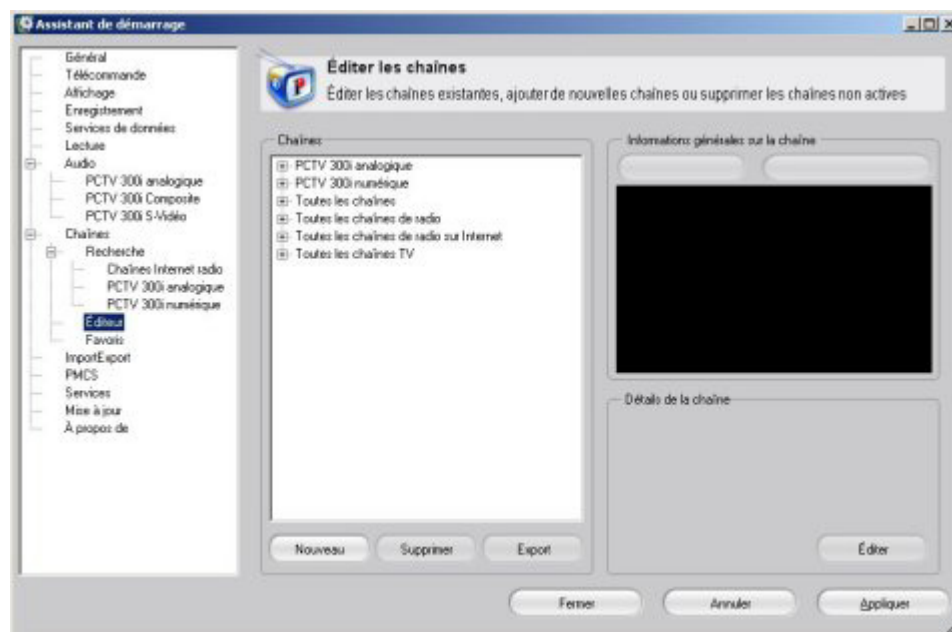 Assistant de démarrage
Général
Télécommande
Affichage
Enregistrement
Services de données
Lecture
Audio
PCTV 300i analogique
PCTV 300i Composite
PCTV 300i S-Vidéo
Chaînes
Recherche
Chaînes Internet radio
PCTV 300i analogique
PCTV 300i numérique
Éditeur
Favoris
ImportExport
PMCS
Services
Mise à jour
À propos de
Éditer les chaînes
Éditer les chaînes existantes, ajouter de nouvelles chaînes ou supprimer les chaînes non actives
Chaînes
PCTV 300i analogique
PCTV 300i numérique
Toutes les chaînes
Toutes les chaînes de radio
Toutes les chaînes de radio sur Internet
Toutes les chaînes TV
Nouveau
Supprimer
Export
Informations générales sur la chaîne
Détails de la chaîne
Éditer
Fermer
Annuler
Appliquer